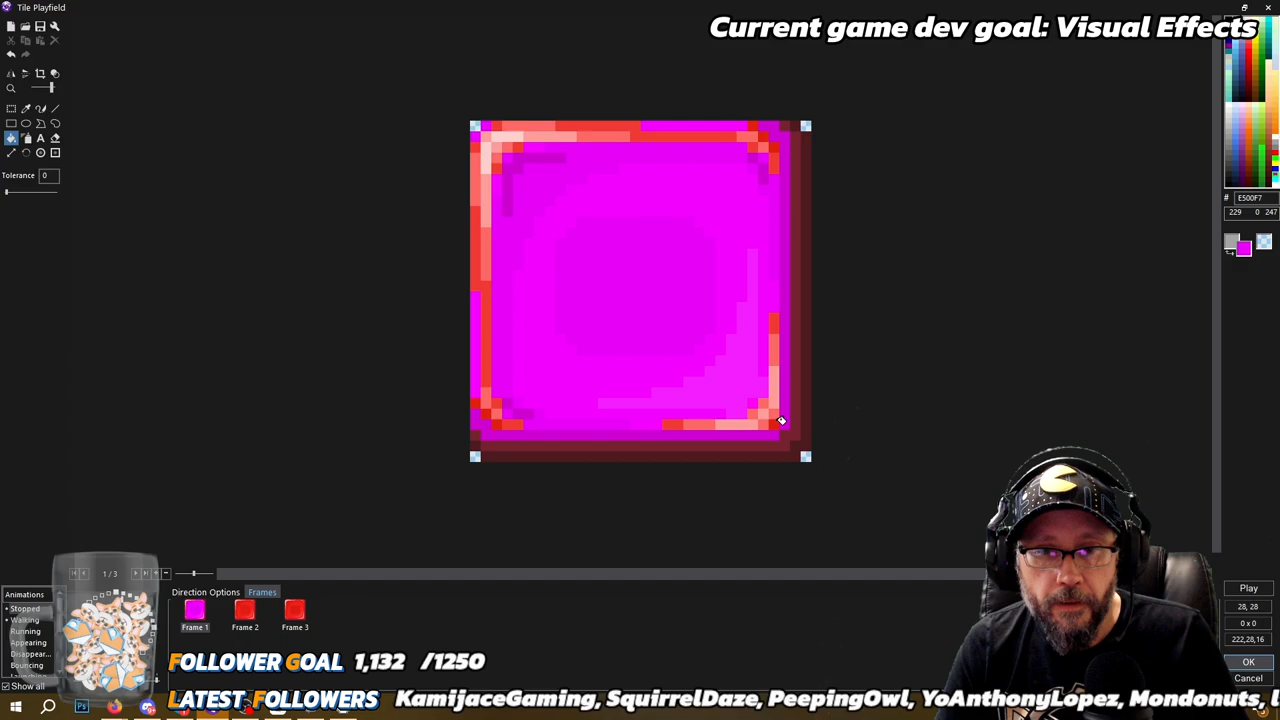 Tile Playfield
Current game dev goal: Visual Effects
Tolerance 0
# E500F7
229 0 247
1 / 3
Animations
Stopped
Walking
Running
Appearing
Disappear...
Bouncing
Show all
Direction Options Frames
Frame 1 Frame 2 Frame 3
Play
28, 28
0 x 0
222,28,16
OK
Cancel
FOLLOWER GOAL 1,132 /1250
LATEST FOLLOWERS KamijaceGaming, SquirrelDaze, PeepingOwl, YoAnthonyLopez, Mondonuts,